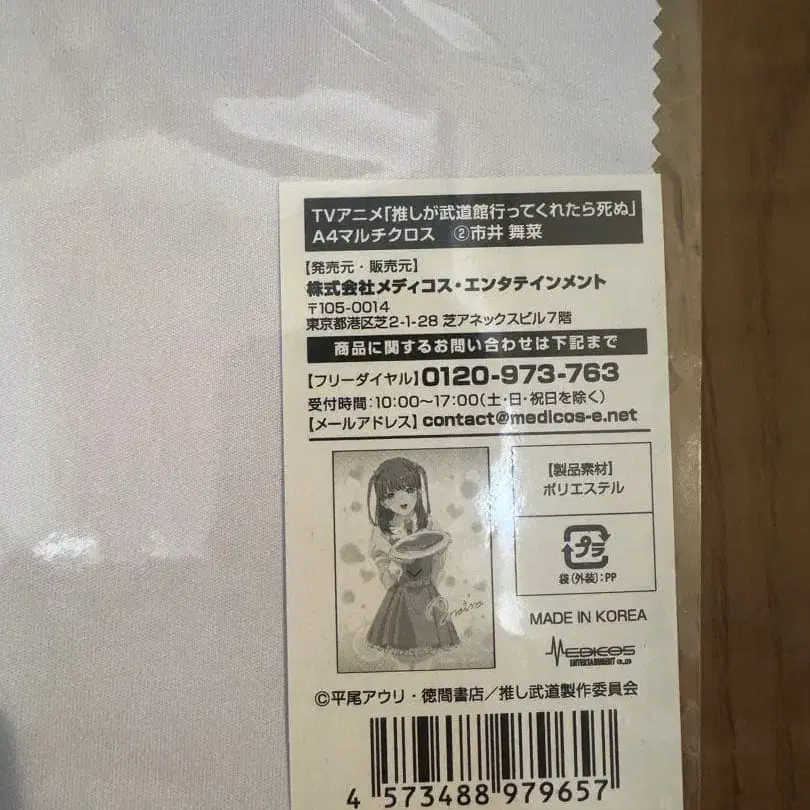 TVアニメ「推しが武道館行ってくれたら死ぬ」
A4マルチクロス ②市井 舞菜
【発売元・販売元】
株式会社メディコス・エンタテインメント
〒105-0014
東京都港区芝2-1-28 芝アネックスビル7階
商品に関するお問い合わせは下記まで
【フリーダイヤル】0120-973-763
受付時間:10:00～17:00(土・日・祝日を除く)
【メールアドレス】contact@medicos-e.net
【製品素材】
ポリエステル
プラ
袋(外装):PP
MADE IN KOREA
MEDICOS
ENTERTAINMENT CO.,LTD
©平尾アウリ・徳間書店／推し武道製作委員会
4 573488 979657